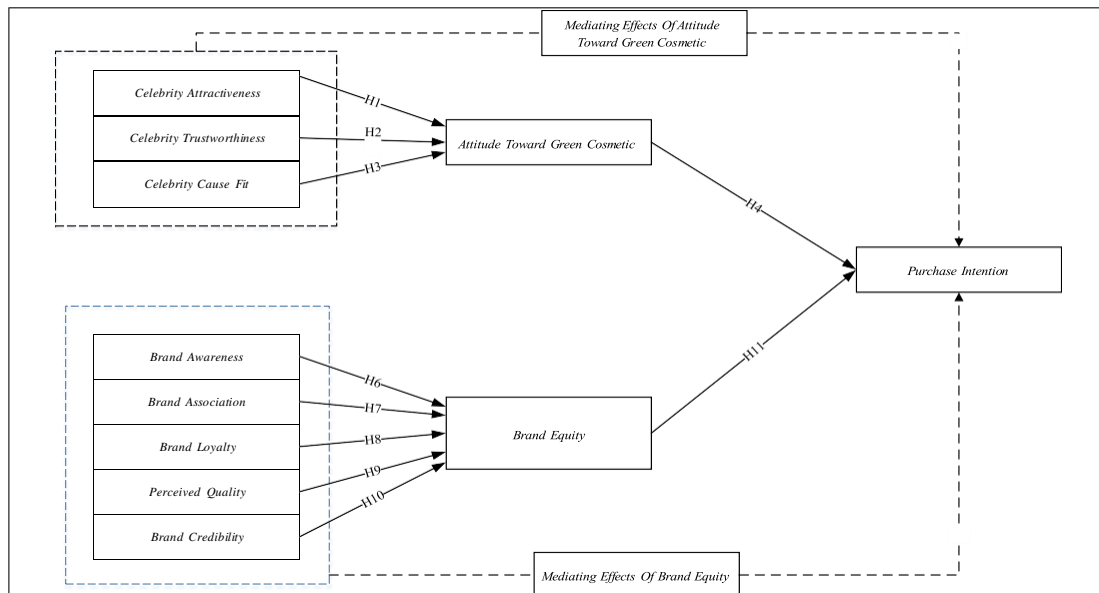 Mediating Effects Of Attitude
Toward Green Cosmetic
Celebrity Attractiveness
Celebrity Trustworthiness
Celebrity Cause Fit
H1
H2
H3
Attitude Toward Green Cosmetic
H4
Purchase Intention
Brand Awareness
Brand Association
Brand Loyalty
Perceived Quality
Brand Credibility
H6
H7
H8
H9
H10
Brand Equity
H11
Mediating Effects Of Brand Equity